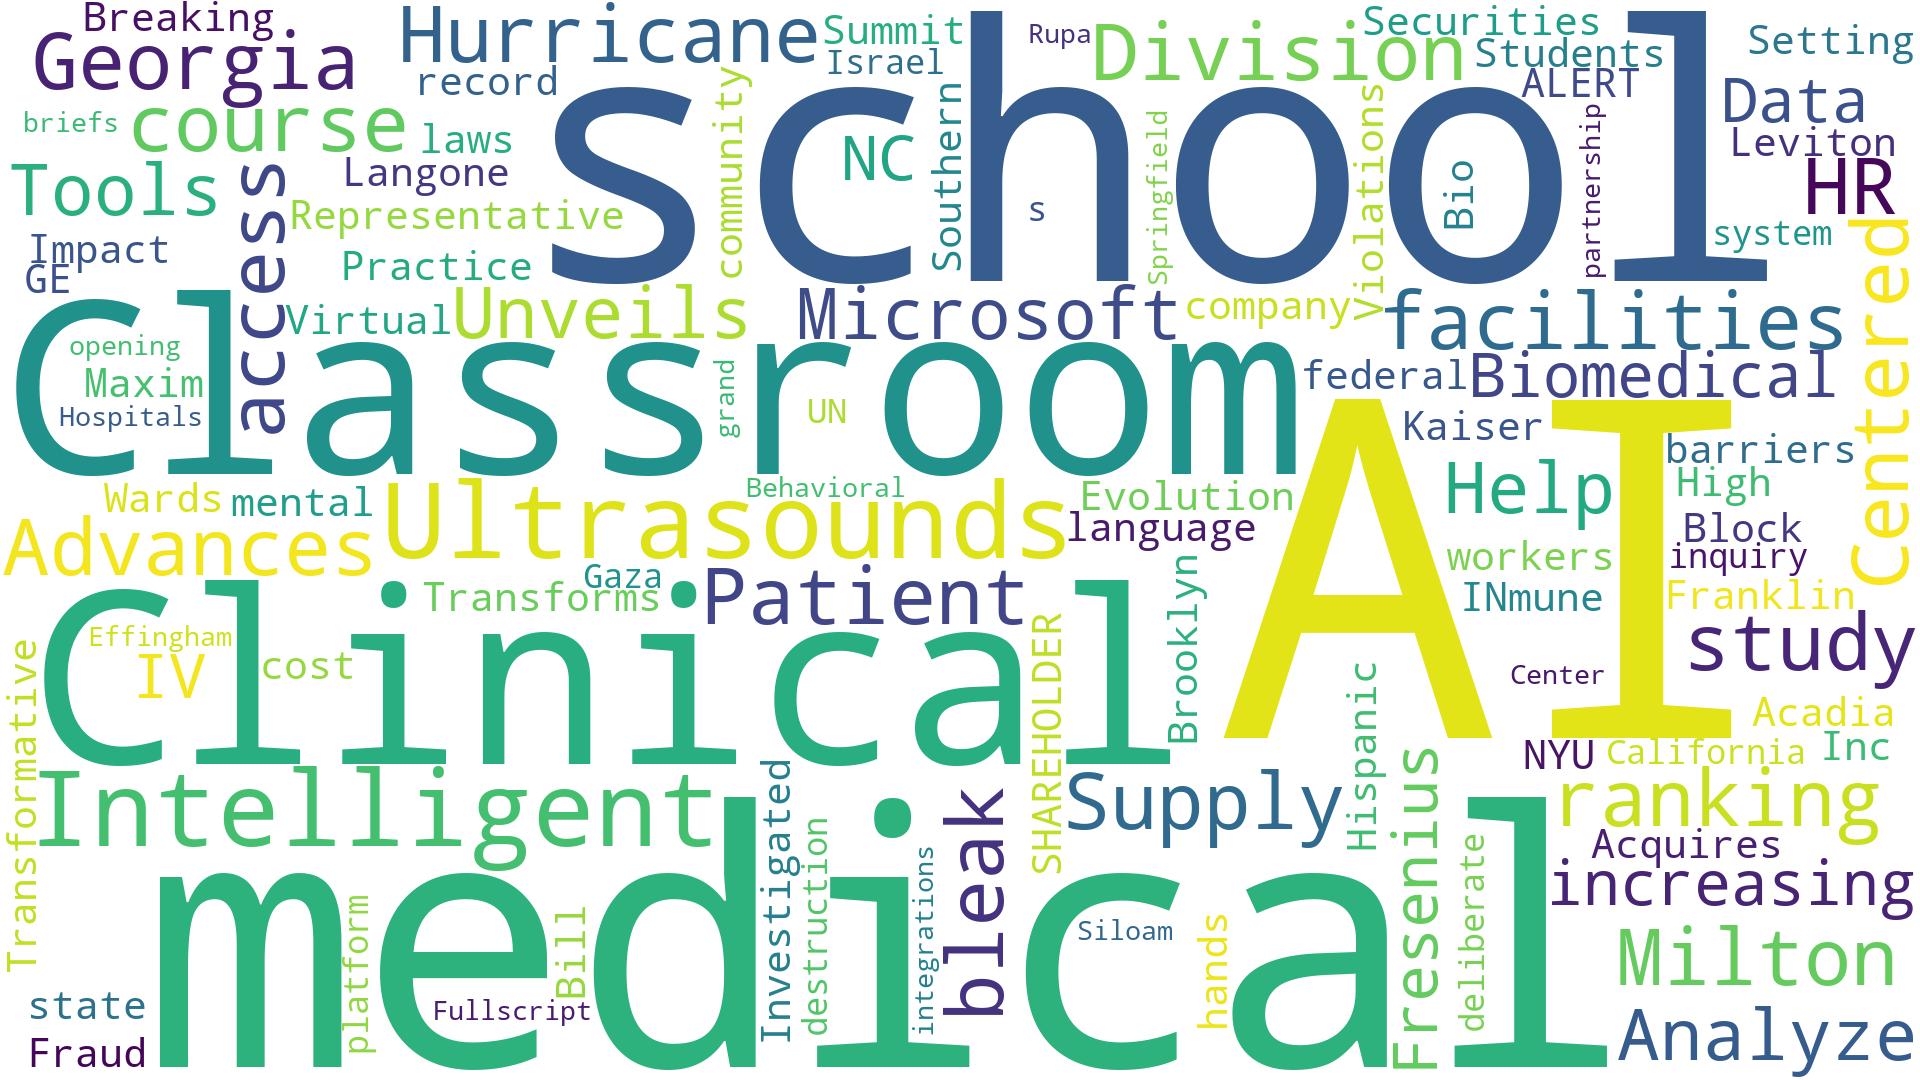 Breaking
Georgia
Hurricane
Summit
Israel
Rupa
Division
Securities
Students
Setting
record
ALERT
Data
briefs
course
laws
community
school
NC
Southern
s
Springfield
Violations
Bio
partnership
Leviton
HR
Tools
access
Langone
Representative
system
Centered
Impact
GE
Practice
Virtual
Unveils
Microsoft
company
facilities
Classroom
opening
Maxim
Hospitals
grand
UN
federal
Biomedical
AI
Kaiser
barriers
Wards
mental
Ultrasounds
Behavioral
Evolution
language
Help
High
Block
Advances
workers
inquiry
Gaza
Transforms
Patient
Brooklyn
INmune
Franklin
Clinical
Effingham
IV
cost
SHAREHOLDER
Hispanic
Center
study
Transformative
Acadia
NYU
California
Inc
Intelligent
Investigated
bleak
Supply
Fresenius
ranking
medical
destruction
integrations
deliberate
Acquires
increasing
platform
Bill
Siloam
hands
Milton
state
Fullscript
Fraud
Analyze